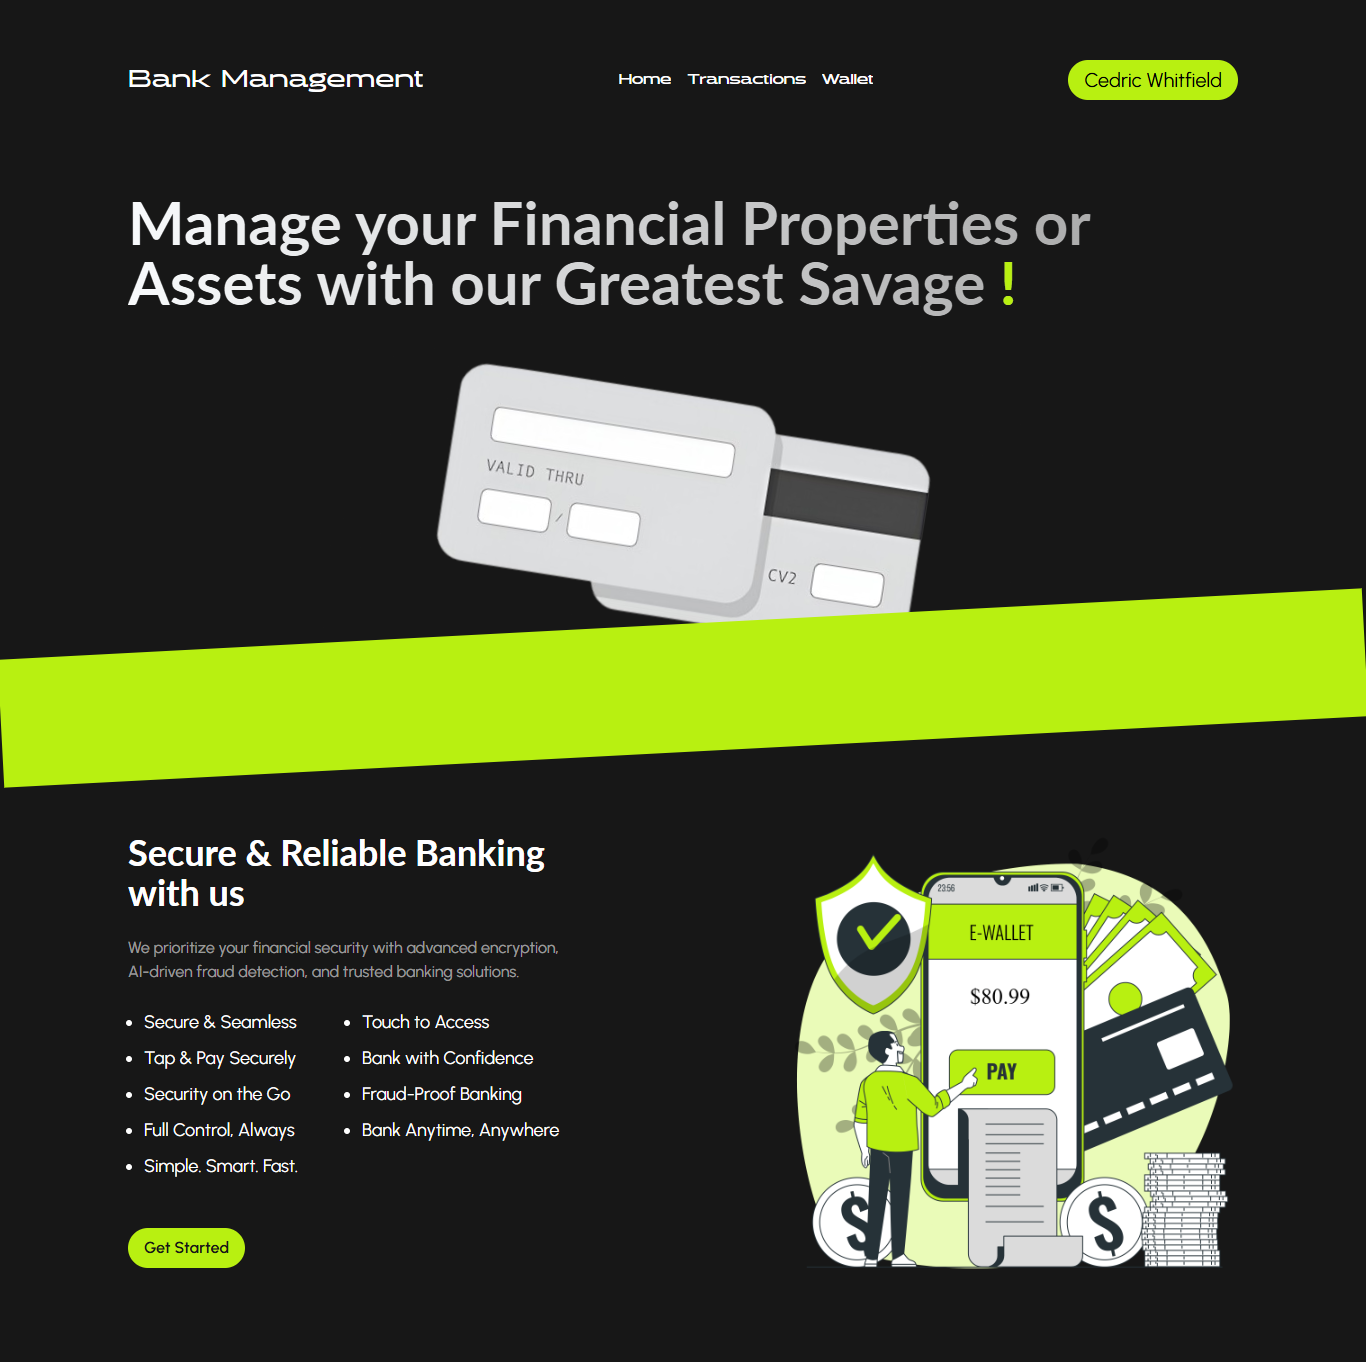 Bank Management
Home Transactions Wallet
Cedric Whitfield
Manage your Financial Properties or
Assets with our Greatest Savage !
VALID THRU
/
CV2
Secure & Reliable Banking
with us
We prioritize your financial security with advanced encryption,
AI-driven fraud detection, and trusted banking solutions.
Secure & Seamless
Tap & Pay Securely
Security on the Go
Full Control, Always
Simple. Smart. Fast.
Touch to Access
Bank with Confidence
Fraud-Proof Banking
Bank Anytime, Anywhere
Get Started
23:56
E-WALLET
$80.99
PAY
$
$